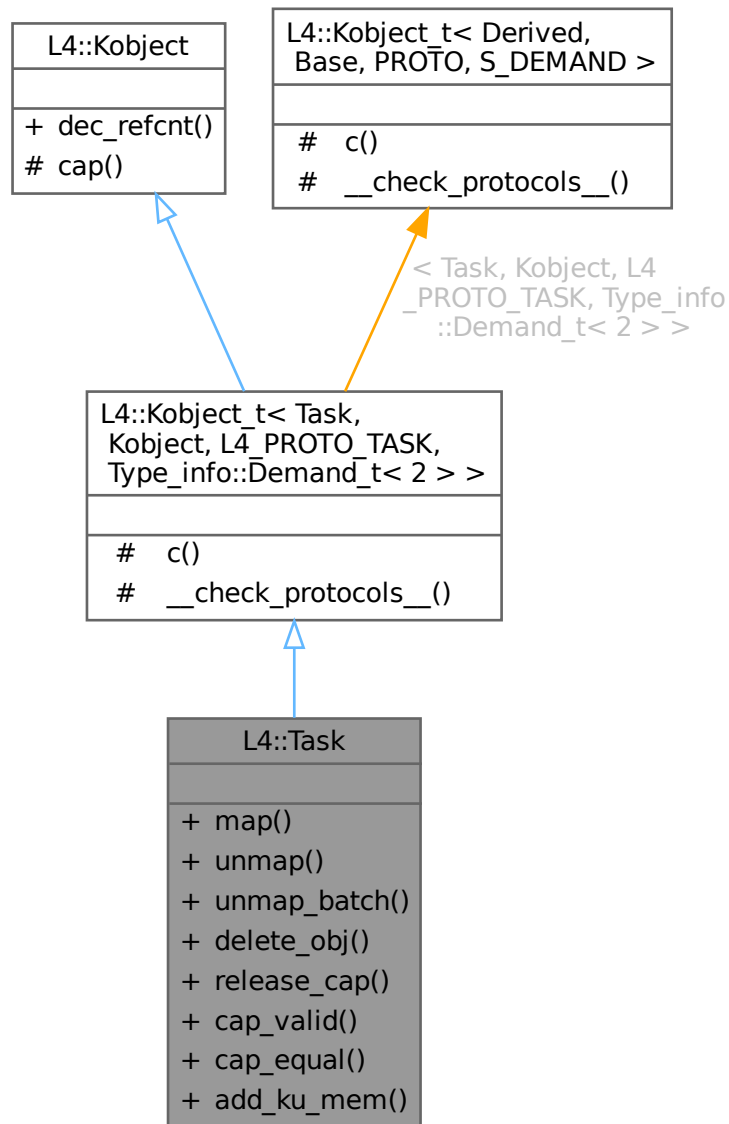 L4::Kobject
+ dec_refcnt()
# cap()
L4::Kobject_t< Derived,
Base, PROTO, S_DEMAND >
# c()
# __check_protocols__()
< Task, Kobject, L4
_PROTO_TASK, Type_info
::Demand_t< 2 > >
L4::Kobject_t< Task,
Kobject, L4_PROTO_TASK,
Type_info::Demand_t< 2 > >
# c()
# __check_protocols__()
L4::Task
+ map()
+ unmap()
+ unmap_batch()
+ delete_obj()
+ release_cap()
+ cap_valid()
+ cap_equal()
+ add_ku_mem()